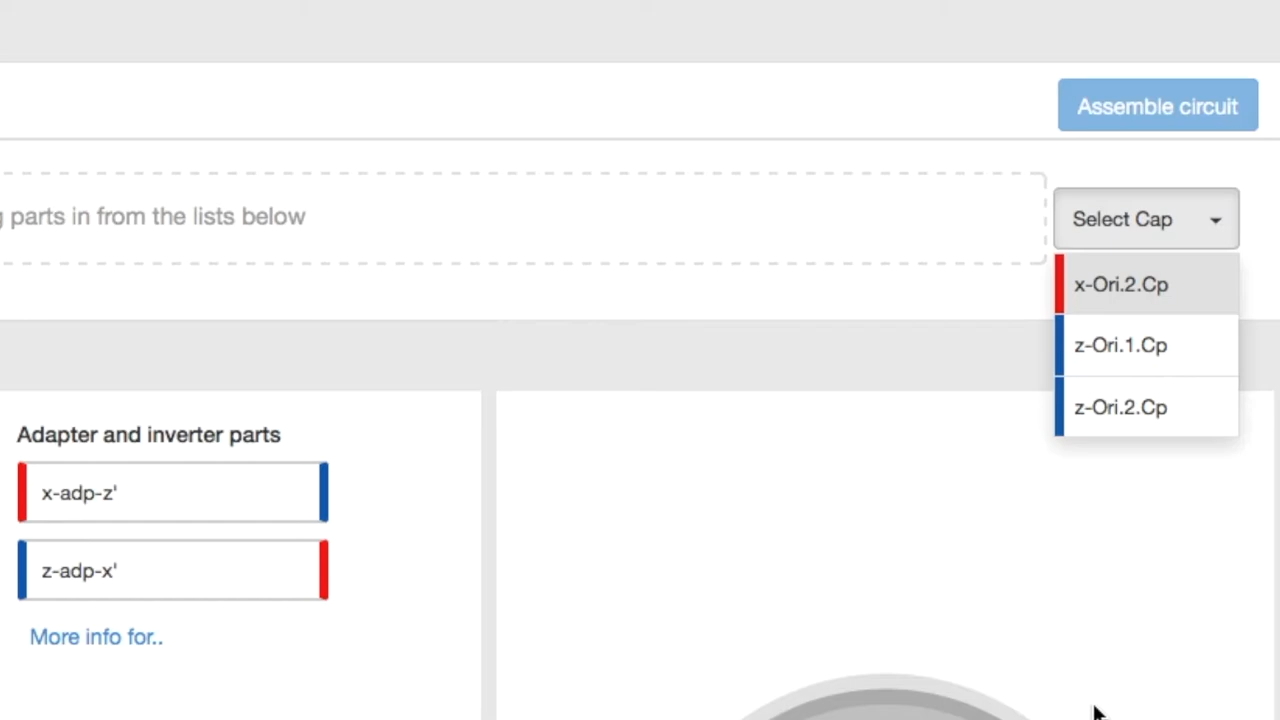 Assemble circuit
parts in from the lists below
Select Cap
x-Ori.2.Cp
z-Ori.1.Cp
z-Ori.2.Cp
Adapter and inverter parts
x-adp-z'
z-adp-x'
More info for..